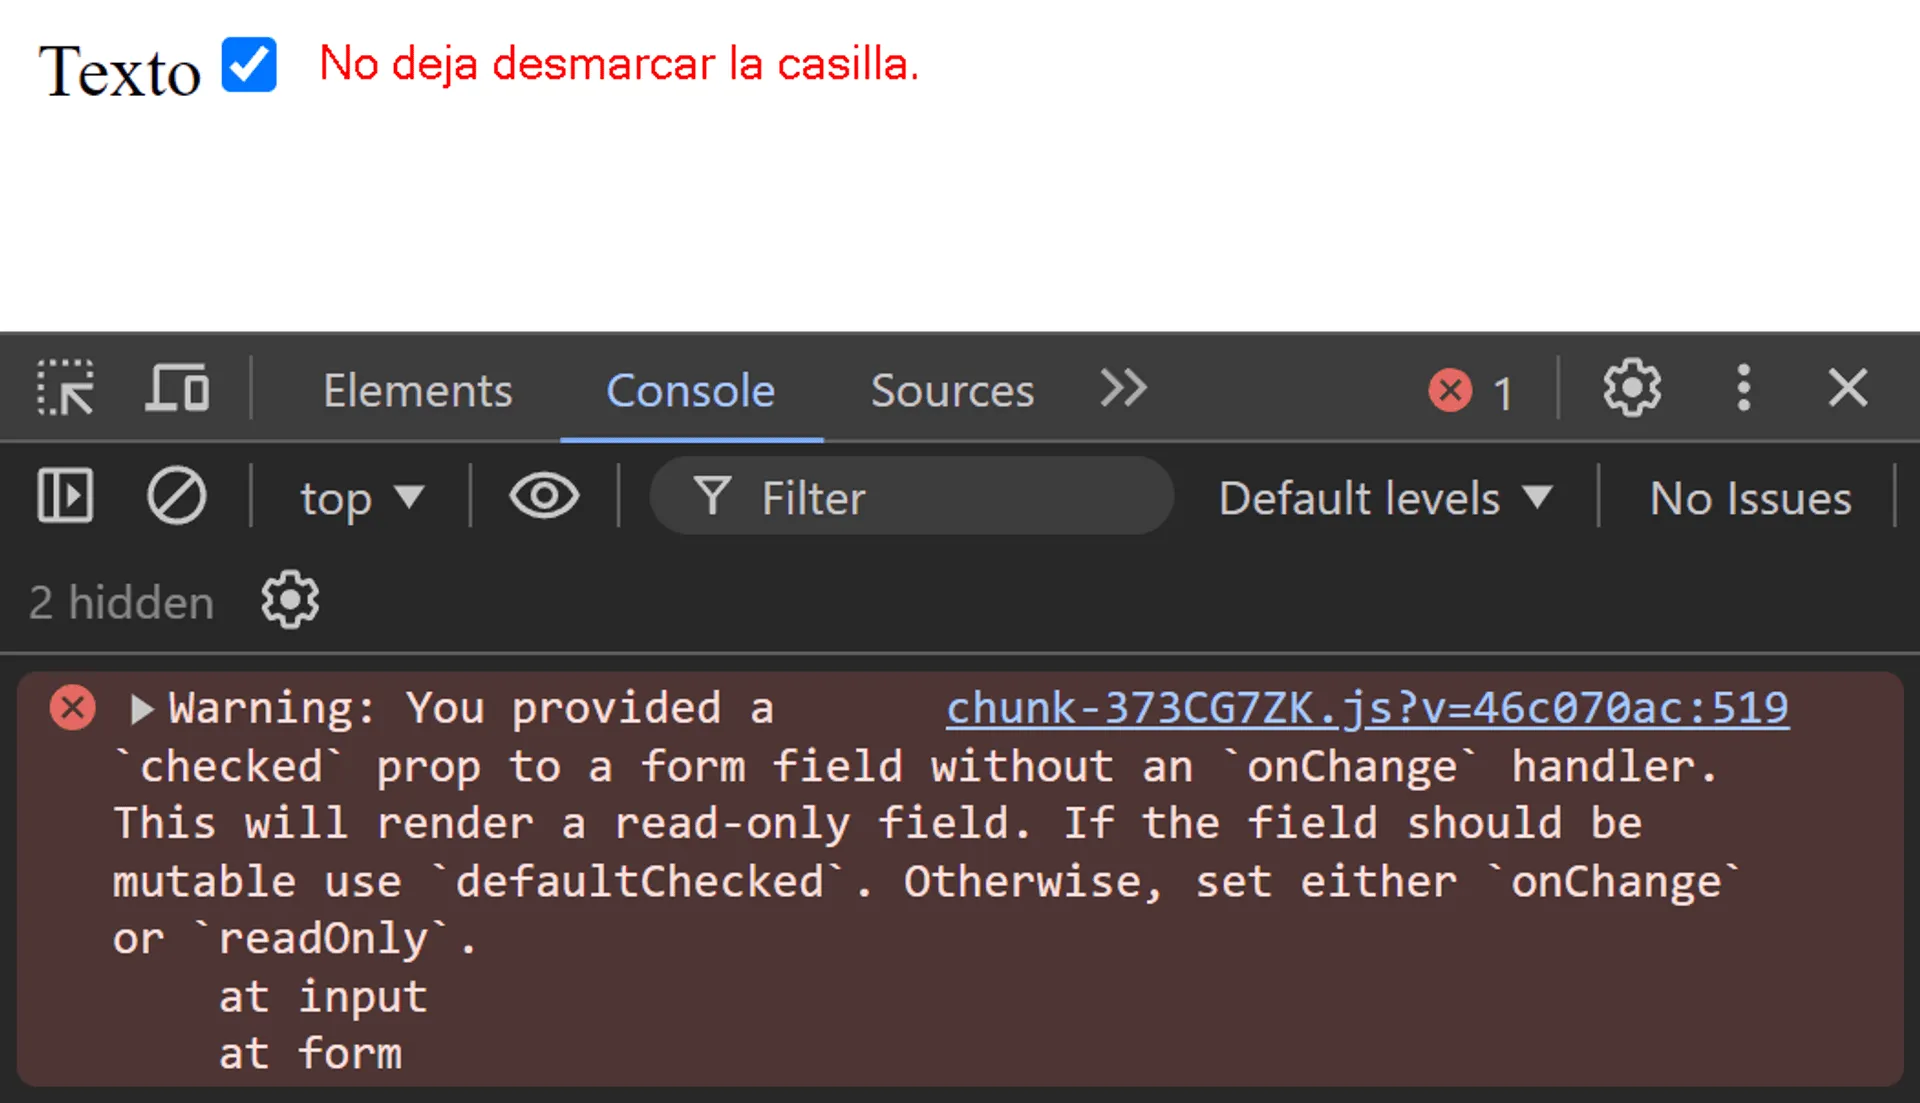 Texto No deja desmarcar la casilla.
Elements Console Sources 1
top Filter Default levels No Issues
2 hidden
Warning: You provided a chunk-373CG7ZK.js?v=46c070ac:519
`checked` prop to a form field without an `onChange` handler.
This will render a read-only field. If the field should be
mutable use `defaultChecked`. Otherwise, set either `onChange`
or `readOnly`.
at input
at form